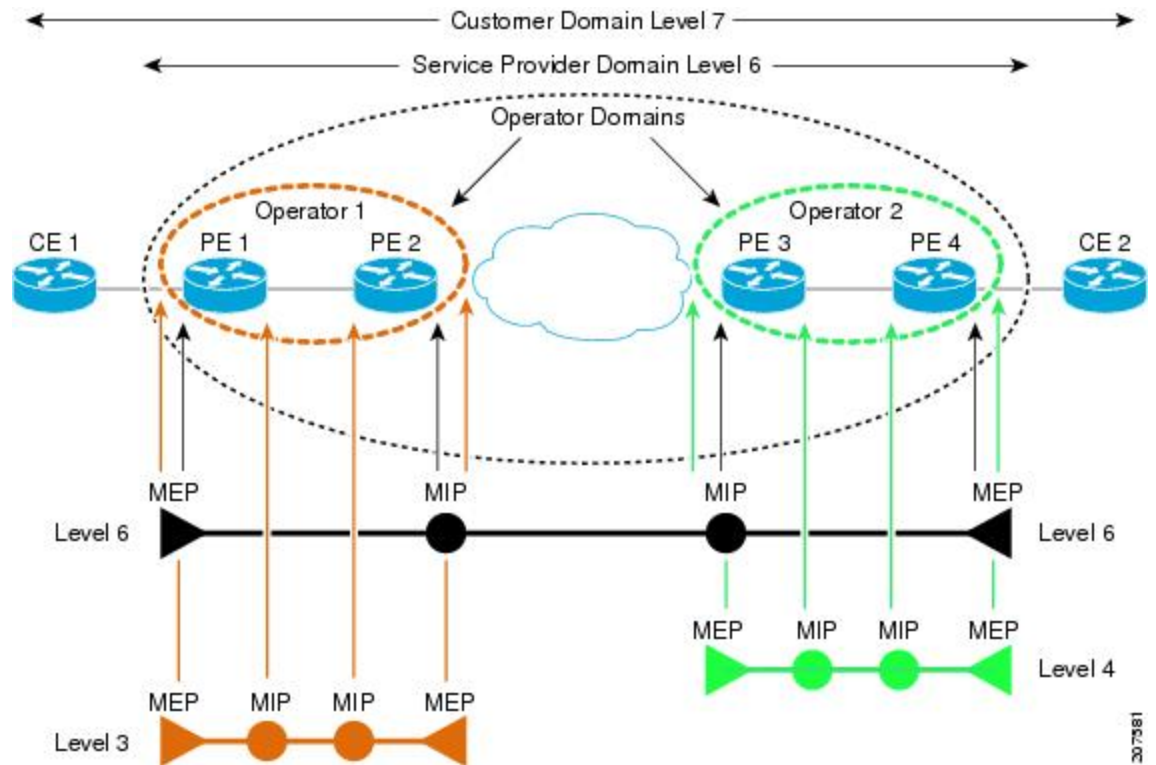 Customer Domain Level 7
Service Provider Domain Level 6
Operator Domains
Operator 1
Operator 2
CE 1
PE 1
PE 2
PE 3
PE 4
CE 2
MEP
MIP
MIP
MEP
Level 6
Level 6
MEP
MIP
MIP
MEP
Level 4
MEP
MIP
MIP
MEP
Level 3
207581